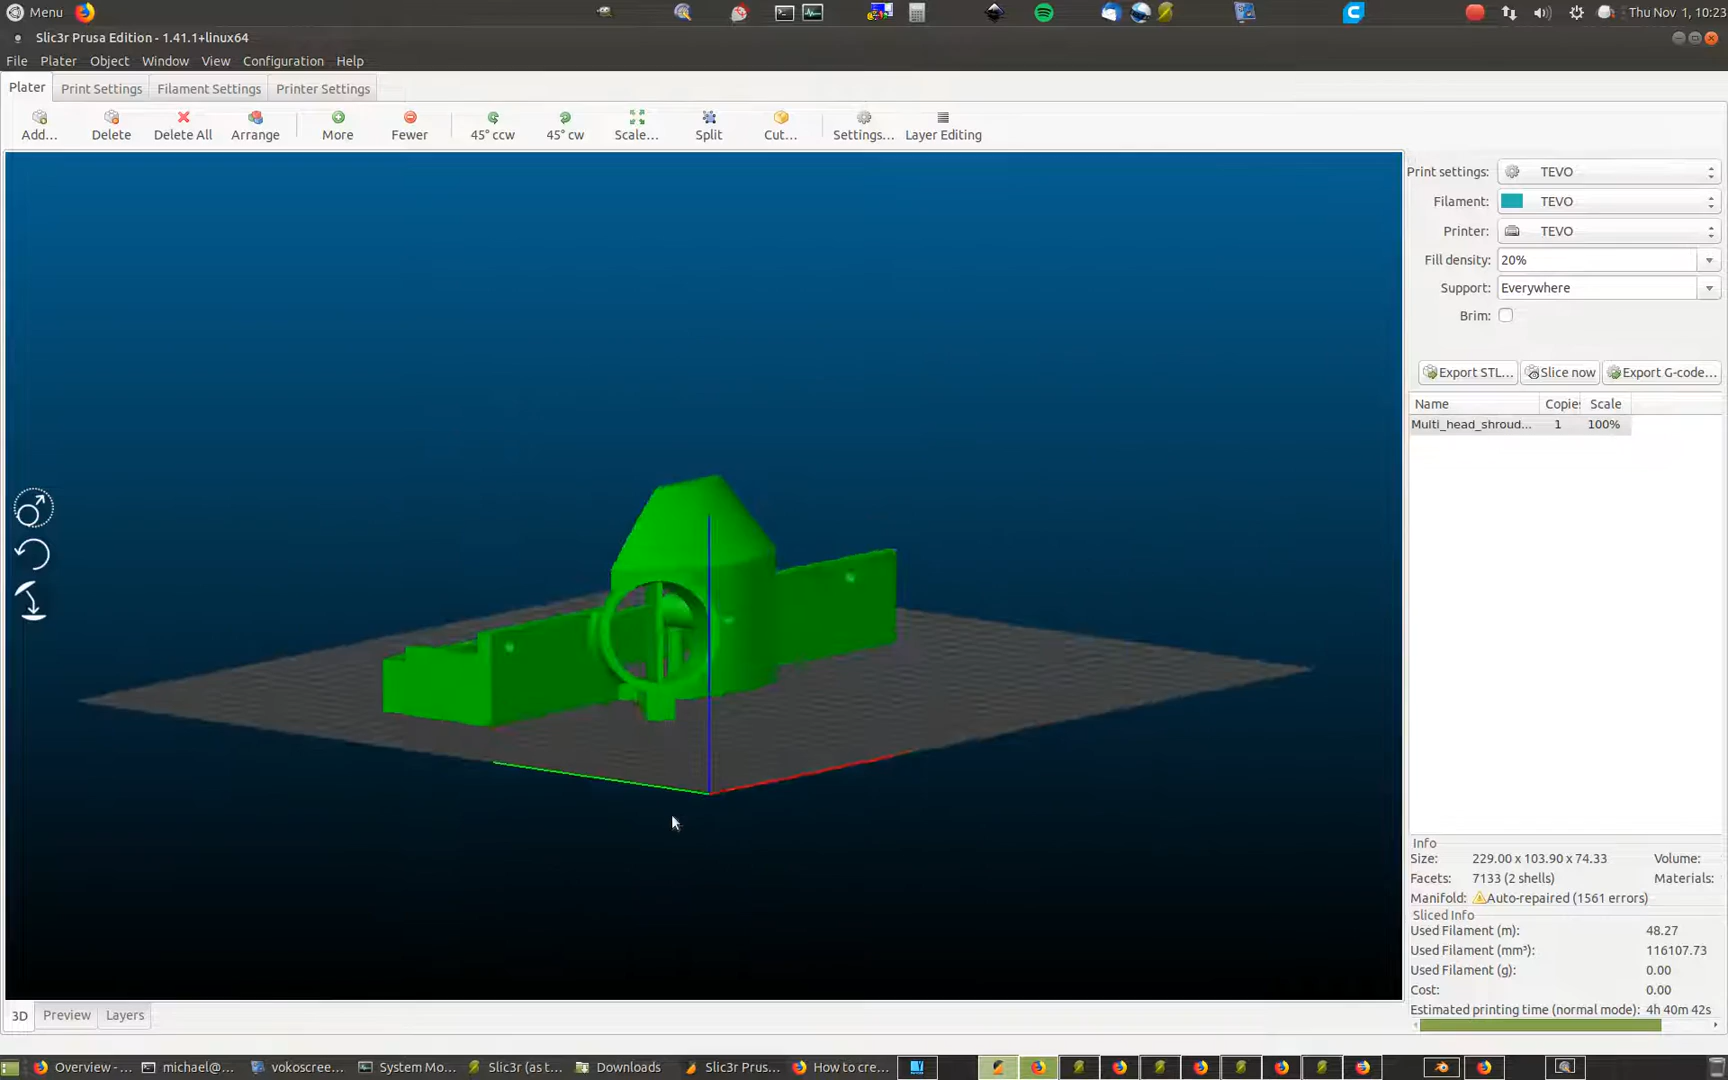 Menu
Thu Nov 1, 10:23
Slic3r Prusa Edition - 1.41.1+linux64
File Plater Object Window View Configuration Help
Plater Print Settings Filament Settings Printer Settings
Add... Delete Delete All Arrange More Fewer 45° ccw 45° cw Scale... Split Cut... Settings... Layer Editing
Print settings: TEVO
Filament: TEVO
Printer: TEVO
Fill density: 20%
Support: Everywhere
Brim:
Export STL... Slice now Export G-code...
Name Copies Scale
Multi_head_shroud... 1 100%
Info
Size: 229.00 x 103.90 x 74.33 Volume:
Facets: 7133 (2 shells) Materials:
Manifold: Auto-repaired (1561 errors)
Sliced Info
Used Filament (m): 48.27
Used Filament (mm³): 116107.73
Used Filament (g): 0.00
Cost: 0.00
Estimated printing time (normal mode): 4h 40m 42s
3D Preview Layers
Overview - ... michael@... vokoscree... System Mo... Slic3r (as t... Downloads Slic3r Prus... How to cre...